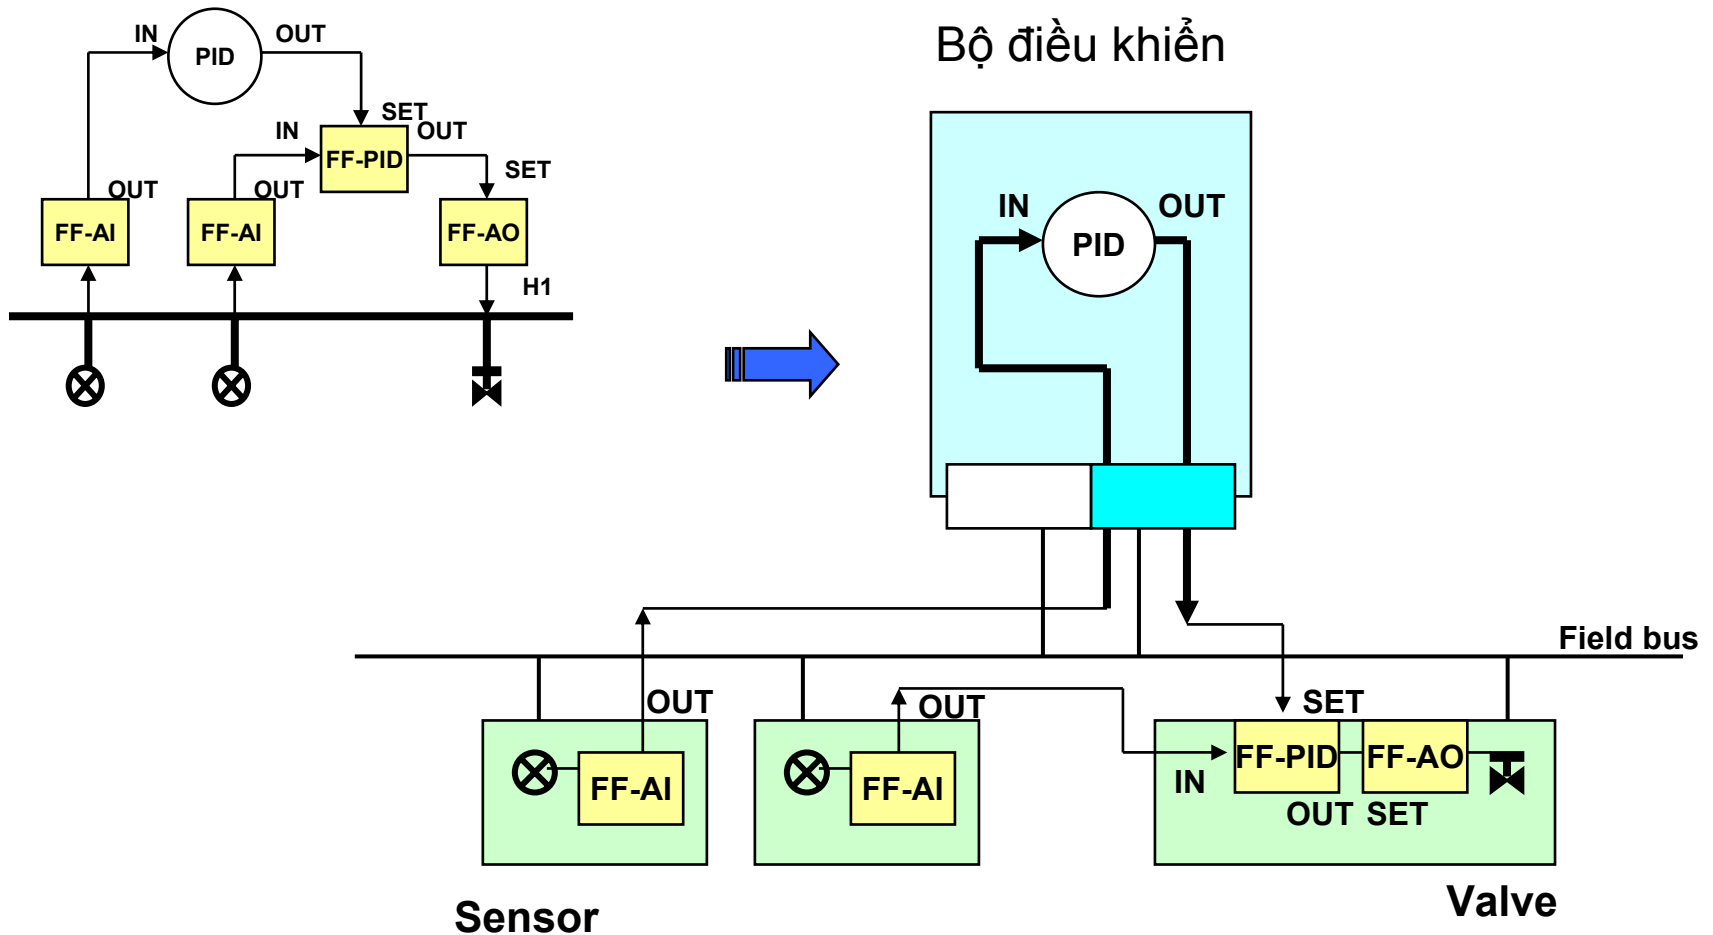 IN
OUT
PID
SET
IN
OUT
FF-PID
SET
OUT
OUT
FF-AI
FF-AI
FF-AO
H1
Bộ điều khiển
IN
OUT
PID
Field bus
OUT
OUT
SET
FF-PID
FF-AO
IN
FF-AI
FF-AI
OUT SET
Sensor
Valve